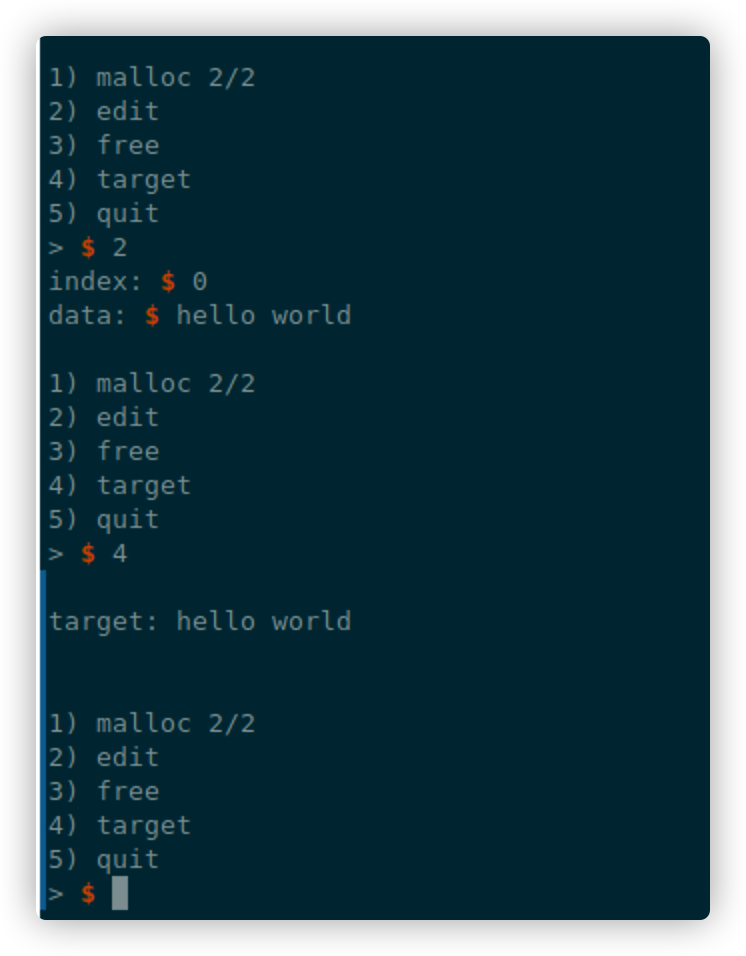 1) malloc 2/2
2) edit
3) free
4) target
5) quit
> $ 2
index: $ 0
data: $ hello world
1) malloc 2/2
2) edit
3) free
4) target
5) quit
> $ 4
target: hello world
1) malloc 2/2
2) edit
3) free
4) target
5) quit
> $